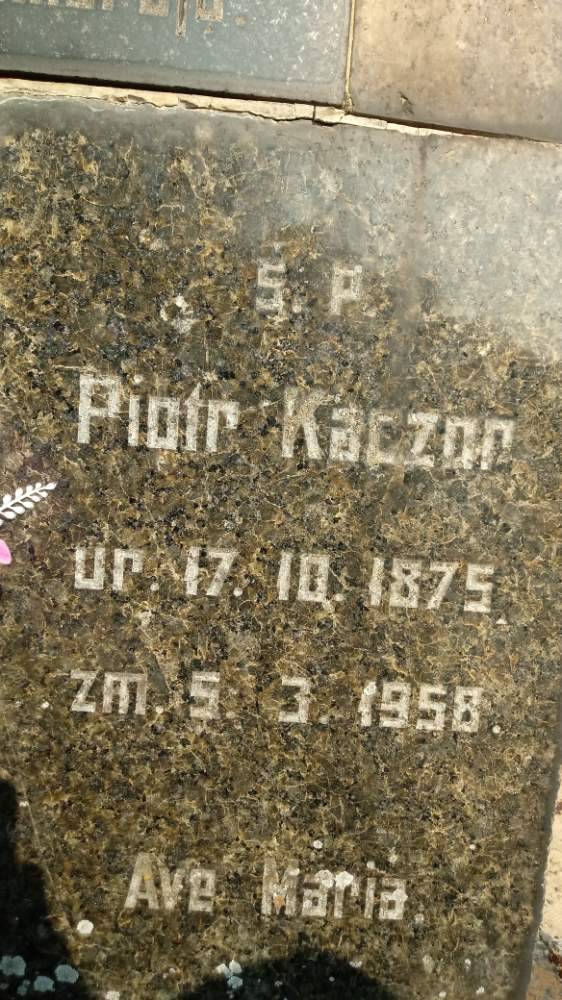 Ś. P.
Piotr Kaczor
ur. 17. 10. 1875.
zm. 5. 3. 1958.
Ave Maria.